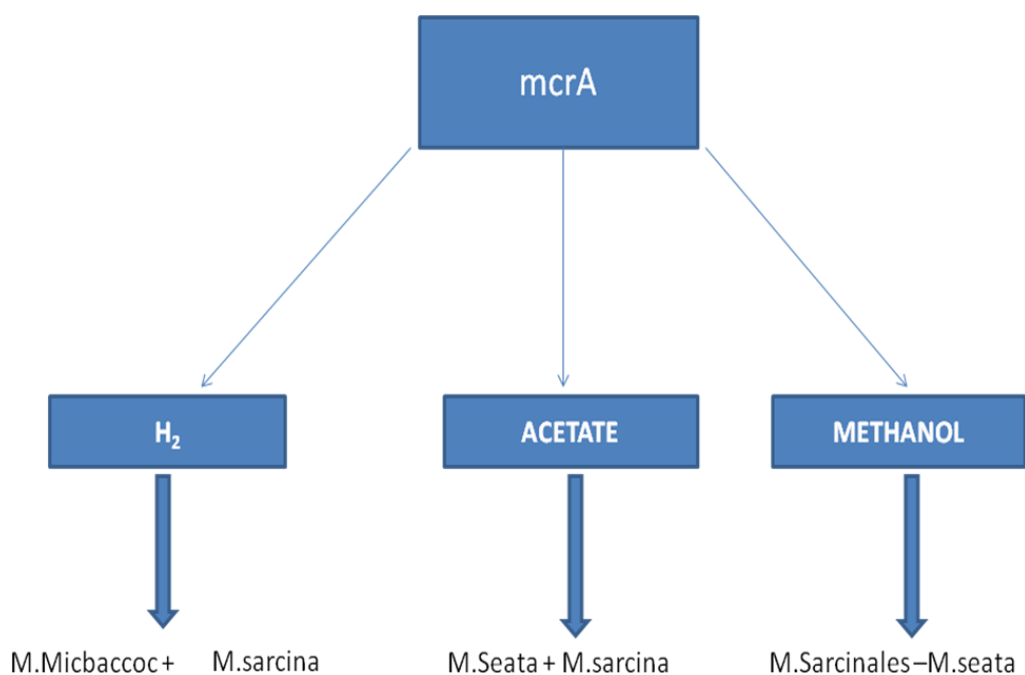 mcrA
H₂
ACETATE
METHANOL
M.Micbaccoc + M.sarcina
M.Seata + M.sarcina
M.Sarcinales–M.seata